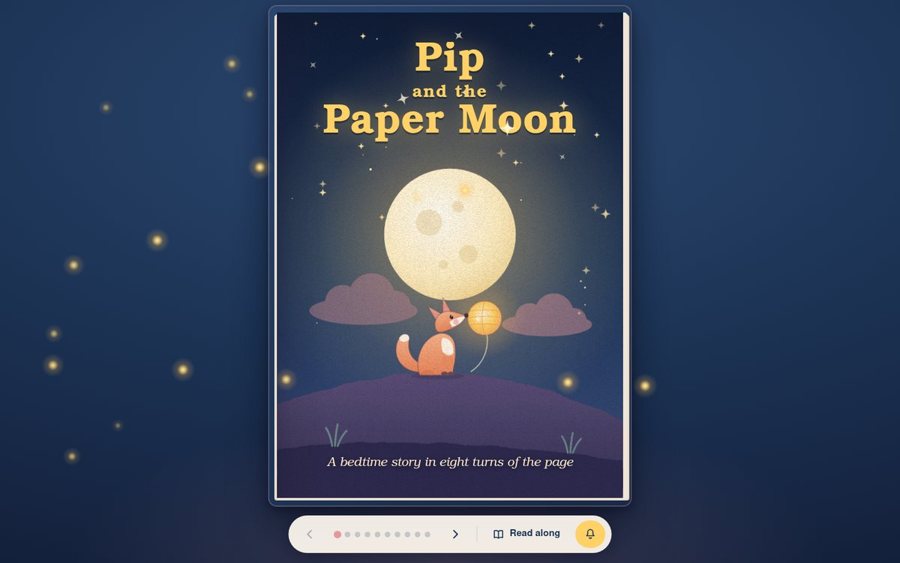 Pip
and the
Paper Moon
A bedtime story in eight turns of the page
Read along